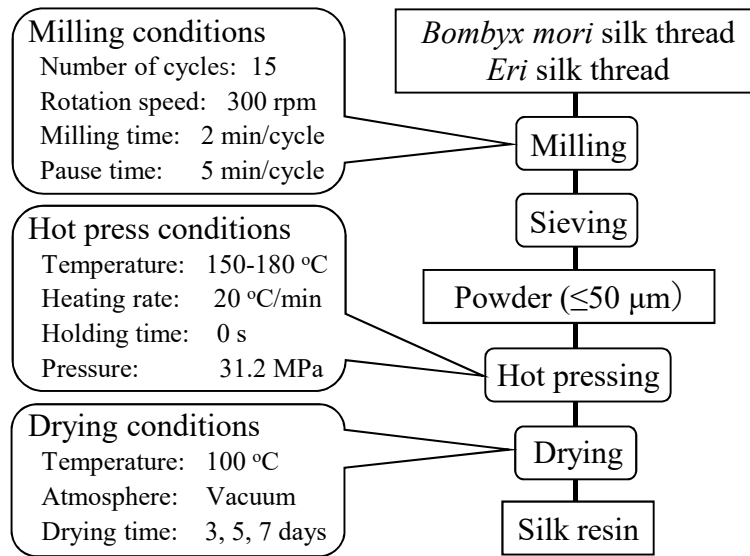 Milling conditions
Number of cycles: 15
Rotation speed: 300 rpm
Milling time: 2 min/cycle
Pause time: 5 min/cycle
Hot press conditions
Temperature: 150-180 °C
Heating rate: 20 °C/min
Holding time: 0 s
Pressure: 31.2 MPa
Drying conditions
Temperature: 100 °C
Atmosphere: Vacuum
Drying time: 3, 5, 7 days
Bombyx mori silk thread
Eri silk thread
Milling
Sieving
Powder (≤50 μm)
Hot pressing
Drying
Silk resin